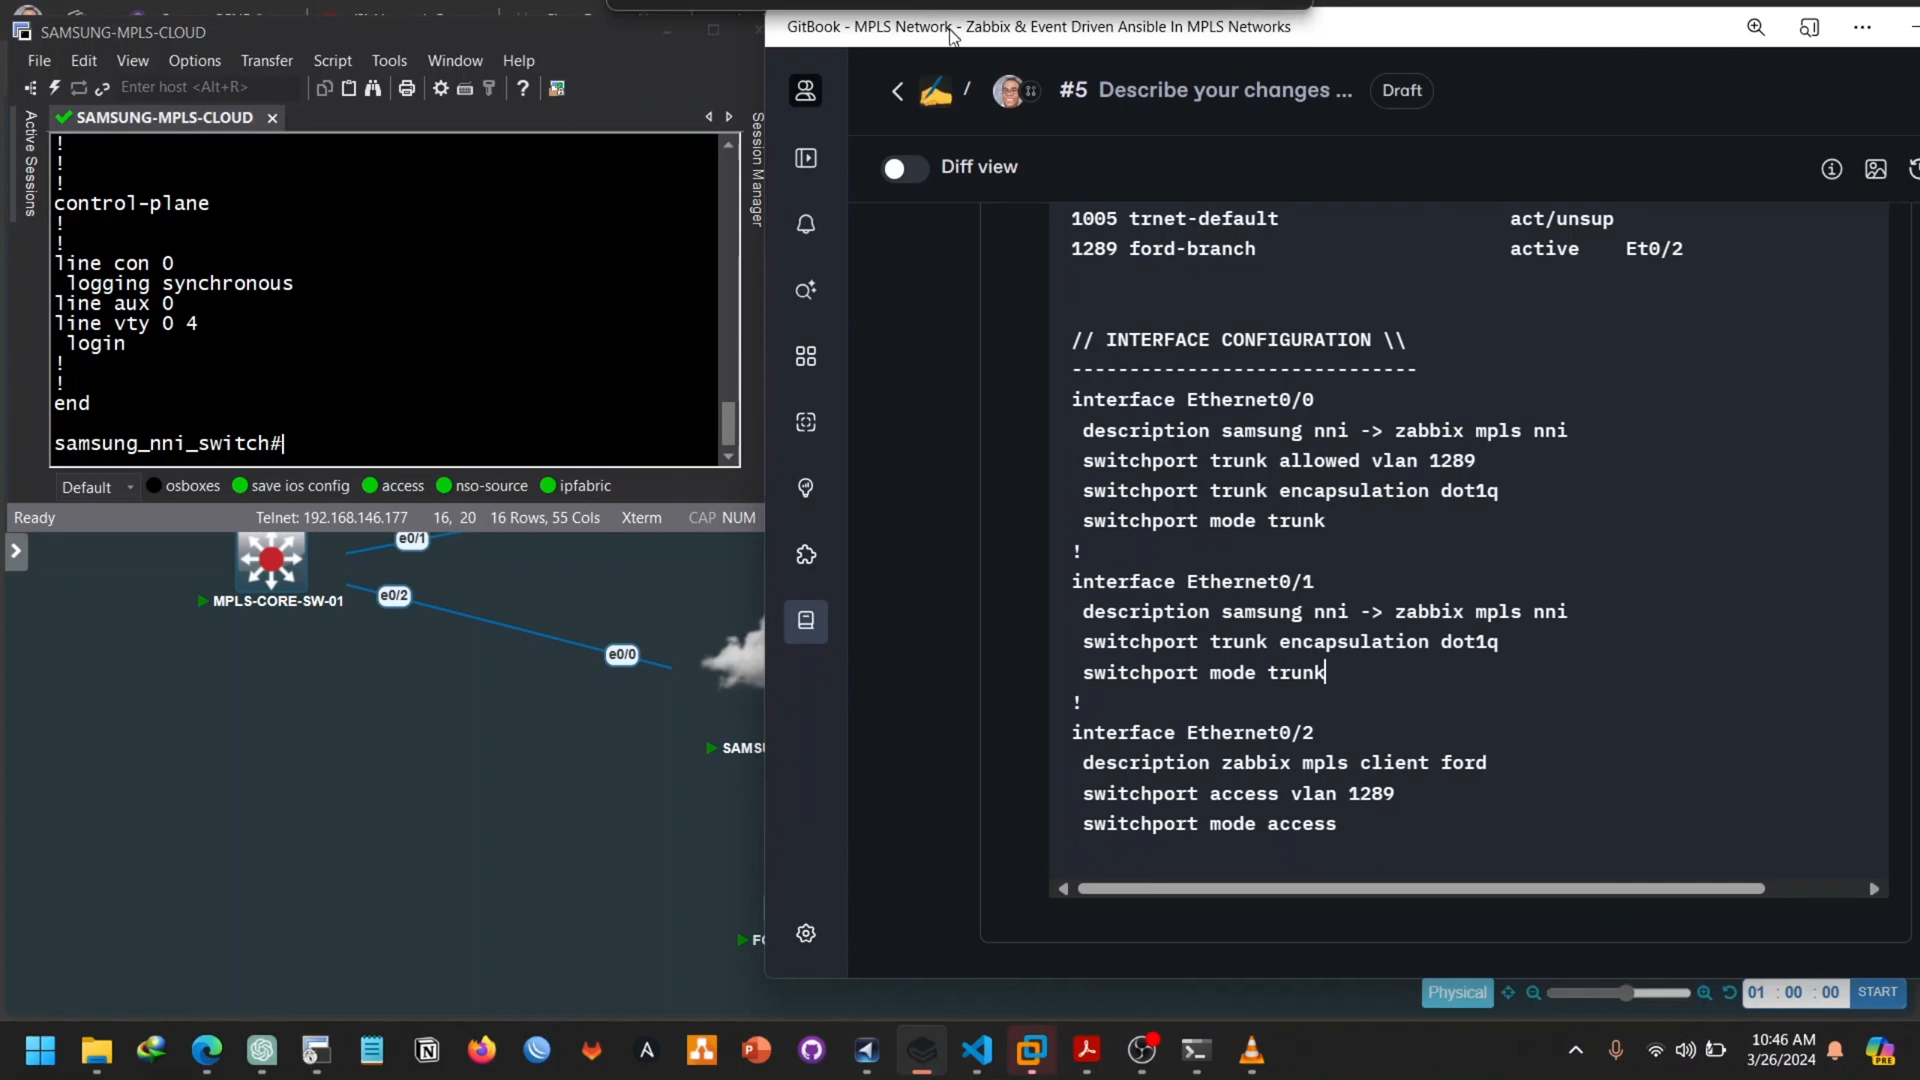 SAMSUNG-MPLS-CLOUD
File Edit View Options Transfer Script Tools Window Help
Enter host <Alt+R>
Active Sessions
SAMSUNG-MPLS-CLOUD
Session Manager
!
!
!
control-plane
!
!
line con 0
logging synchronous
line aux 0
line vty 0 4
login
!
!
end
samsung_nni_switch#
Default osboxes save ios config access nso-source ipfabric
Ready Telnet: 192.168.146.177 16, 20 16 Rows, 55 Cols Xterm CAP NUM
e0/1
e0/2
MPLS-CORE-SW-01
e0/0
SAMSU
FO
GitBook - MPLS Network - Zabbix & Event Driven Ansible In MPLS Networks
/ #5 Describe your changes ... Draft
Diff view
1005 trnet-default act/unsup
1289 ford-branch active Et0/2
// INTERFACE CONFIGURATION \\
------------------------------
interface Ethernet0/0
description samsung nni -> zabbix mpls nni
switchport trunk allowed vlan 1289
switchport trunk encapsulation dot1q
switchport mode trunk
!
interface Ethernet0/1
description samsung nni -> zabbix mpls nni
switchport trunk encapsulation dot1q
switchport mode trunk
!
interface Ethernet0/2
description zabbix mpls client ford
switchport access vlan 1289
switchport mode access
Physical 01 : 00 : 00 START
10:46 AM
3/26/2024
PRE